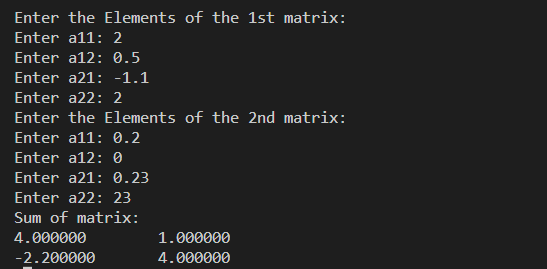 Enter the Elements of the 1st matrix:
Enter a11: 2
Enter a12: 0.5
Enter a21: -1.1
Enter a22: 2
Enter the Elements of the 2nd matrix:
Enter a11: 0.2
Enter a12: 0
Enter a21: 0.23
Enter a22: 23
Sum of matrix:
4.000000 1.000000
-2.200000 4.000000